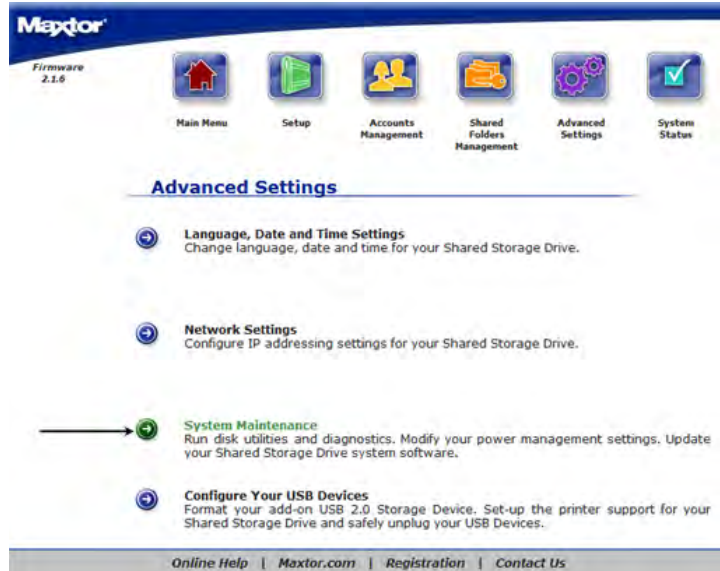 Maxtor
Firmware
2.1.6
Main Menu
Setup
Accounts
Management
Shared
Folders
Management
Advanced
Settings
System
Status
Advanced Settings
Language, Date and Time Settings
Change language, date and time for your Shared Storage Drive.
Network Settings
Configure IP addressing settings for your Shared Storage Drive.
System Maintenance
Run disk utilities and diagnostics. Modify your power management settings. Update
your Shared Storage Drive system software.
Configure Your USB Devices
Format your add-on USB 2.0 Storage Device. Set-up the printer support for your
Shared Storage Drive and safely unplug your USB Devices.
Online Help | Maxtor.com | Registration | Contact Us